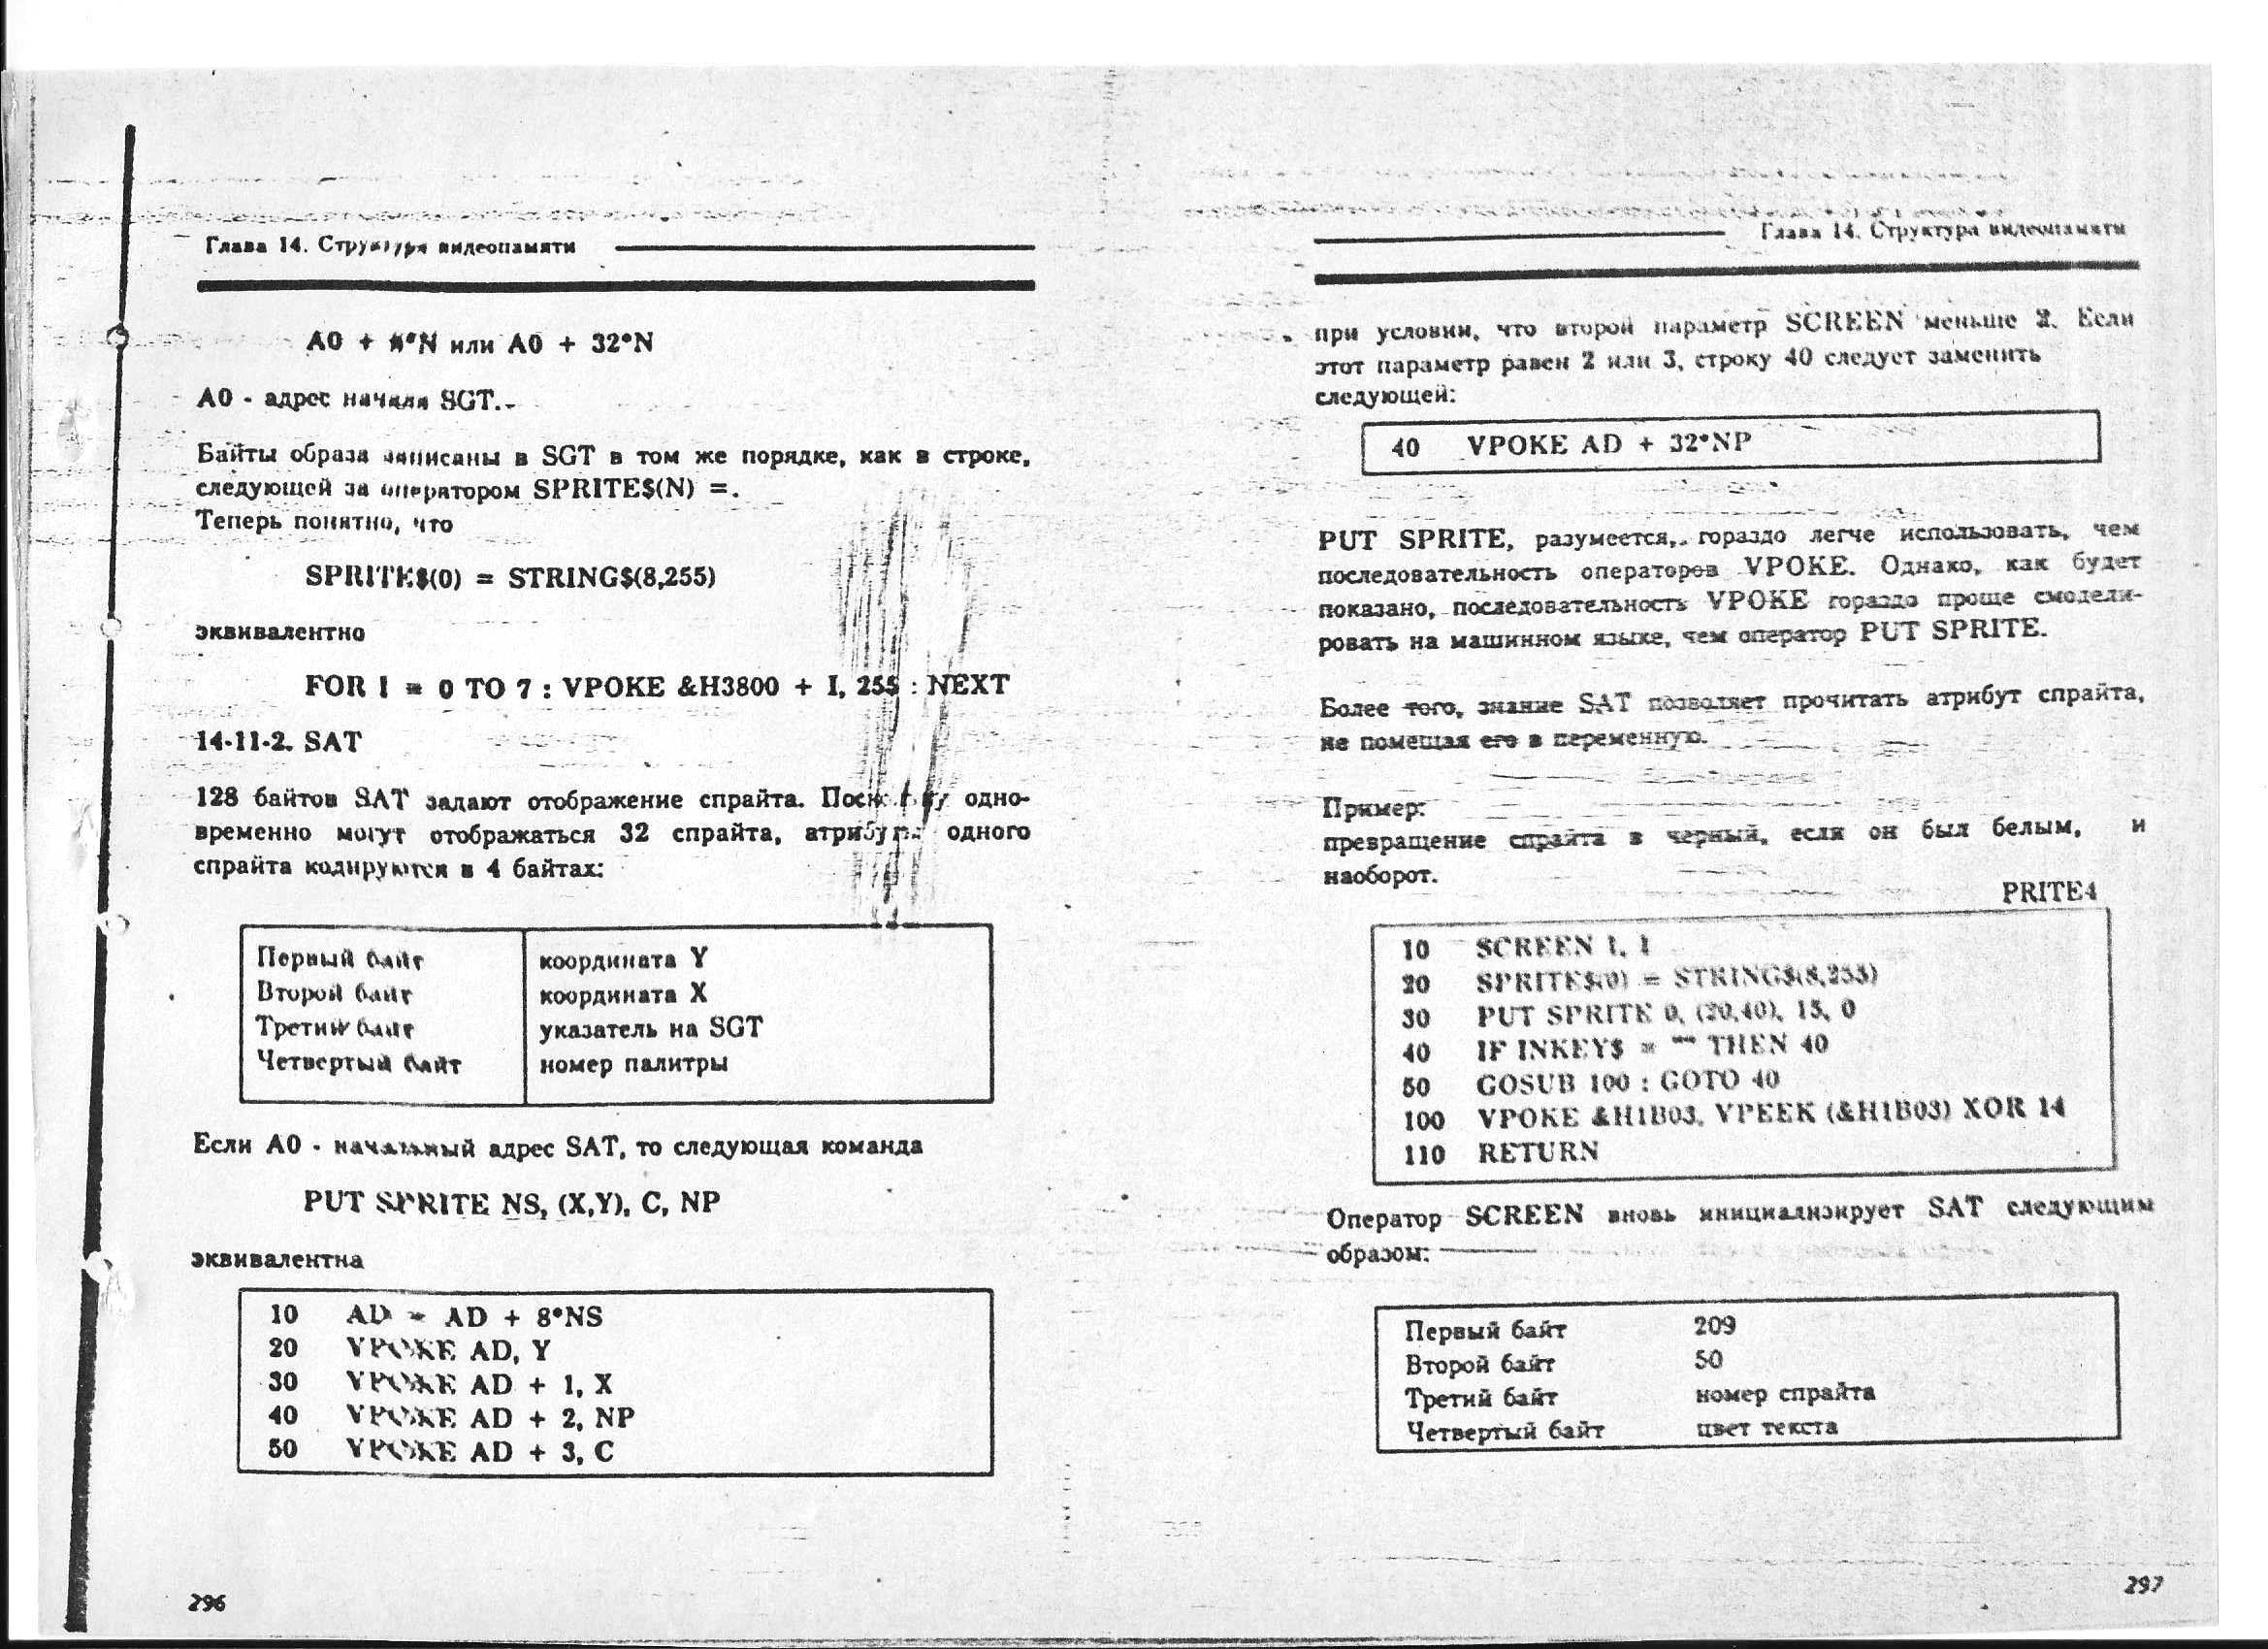 Глава 14. Структура видеопамяти
A0 + 8*N или A0 + 32*N
A0 - адрес начала SGT.
Байты образа записаны в SGT в том же порядке, как в строке,
следующей за оператором SPRITE$(N) =.
Теперь понятно, что
SPRITE$(0) = STRING$(8,255)
эквивалентно
FOR I = 0 TO 7 : VPOKE &H3800 + I, 255 : NEXT
14-11-2. SAT
128 байтов SAT задают отображение спрайта. Поскольку одно-
временно могут отображаться 32 спрайта, атрибуты одного
спрайта кодируются в 4 байтах:
Первый байт координата Y
Второй байт координата X
Третий байт указатель на SGT
Четвертый байт номер палитры
Если A0 - начальный адрес SAT, то следующая команда
PUT SPRITE NS, (X,Y), C, NP
эквивалентна
10 AD = AD + 8*NS
20 VPOKE AD, Y
30 VPOKE AD + 1, X
40 VPOKE AD + 2, NP
50 VPOKE AD + 3, C
296
Глава 14. Структура видеопамяти
при условии, что второй параметр SCREEN меньше 2. Если
этот параметр равен 2 или 3, строку 40 следует заменить
следующей:
40 VPOKE AD + 32*NP
PUT SPRITE, разумеется, гораздо легче использовать, чем
последовательность операторов VPOKE. Однако, как будет
показано, последовательность VPOKE гораздо проще смодели-
ровать на машинном языке, чем оператор PUT SPRITE.
Более того, знание SAT позволяет прочитать атрибут спрайта,
не помещая его в переменную.
Пример:
превращение спрайта в черный, если он был белым, и
наоборот.
PRITE4
10 SCREEN 1, 1
20 SPRITE$(0) = STRING$(8,255)
30 PUT SPRITE 0, (20,40), 15, 0
40 IF INKEY$ = "" THEN 40
50 GOSUB 100 : GOTO 40
100 VPOKE &H1B03, VPEEK (&H1B03) XOR 14
110 RETURN
Оператор SCREEN вновь инициализирует SAT следующим
образом:
Первый байт 209
Второй байт 50
Третий байт номер спрайта
Четвертый байт цвет текста
297